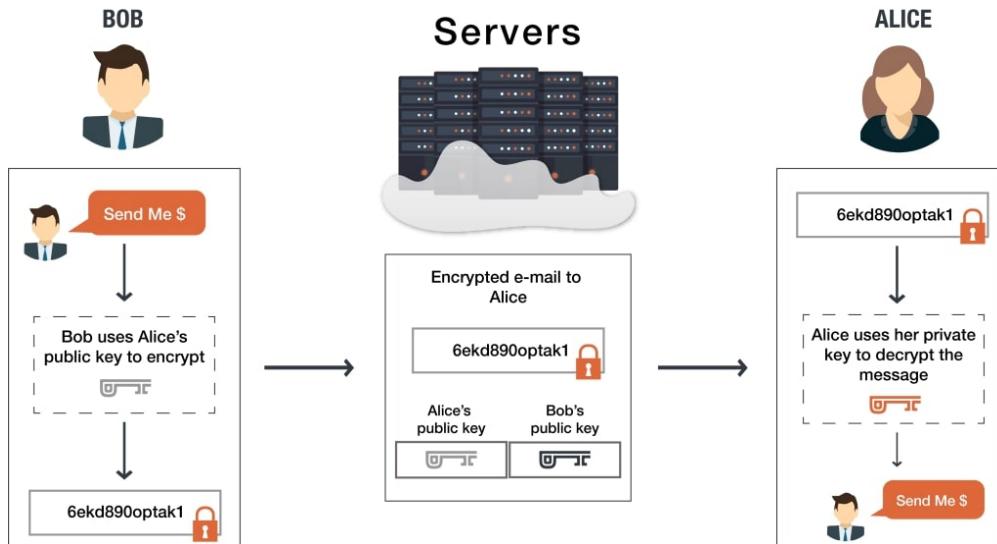 BOB
Send Me $
Bob uses Alice's
public key to encrypt
6ekd890optak1
Servers
Encrypted e-mail to
Alice
6ekd890optak1
Alice's
public key
Bob's
public key
ALICE
6ekd890optak1
Alice uses her private
key to decrypt the
message
Send Me $